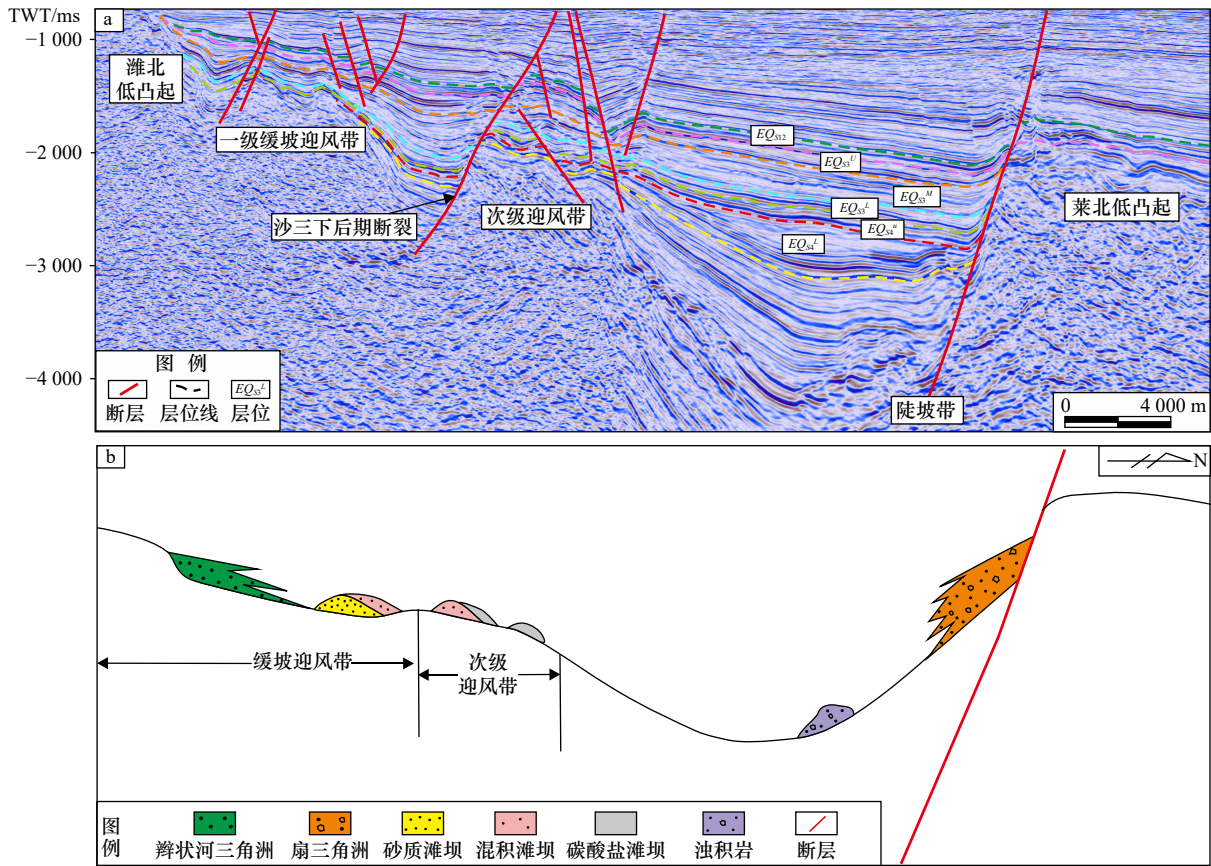 TWT/ms
a
−1 000
−2 000
−3 000
−4 000
潍北
低凸起
一级缓坡迎风带
沙三下后期断裂
次级迎风带
EQS12
EQS3U
EQS3M
EQS3L
EQS4u
EQS4L
莱北低凸起
陡坡带
图 例
EQS3L
断层 层位线 层位
0 4 000 m
b
N
缓坡迎风带
次级
迎风带
图
例
辫状河三角洲 扇三角洲 砂质滩坝 混积滩坝 碳酸盐滩坝 浊积岩 断层